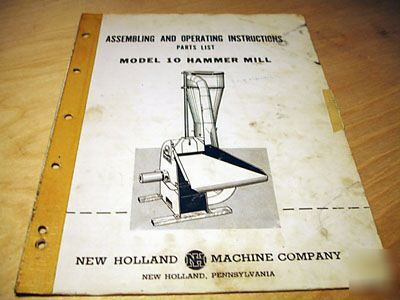 ASSEMBLING AND OPERATING INSTRUCTIONS
PARTS LIST
MODEL 10 HAMMER MILL
NEW HOLLAND NH MACHINE COMPANY
NEW HOLLAND, PENNSYLVANIA